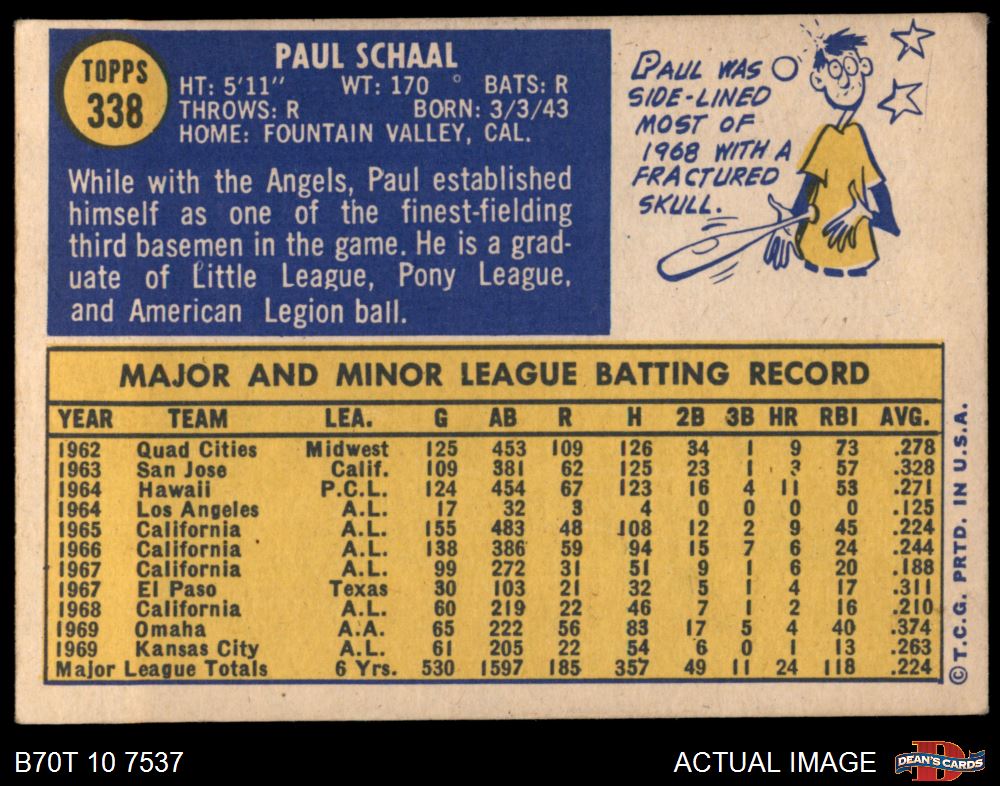 TOPPS
338
PAUL SCHAAL
HT: 5'11" WT: 170 BATS: R
THROWS: R BORN: 3/3/43
HOME: FOUNTAIN VALLEY, CAL.
While with the Angels, Paul established
himself as one of the finest-fielding
third basemen in the game. He is a grad-
uate of Little League, Pony League,
and American Legion ball.
PAUL WAS
SIDE-LINED
MOST OF
1968 WITH A
FRACTURED
SKULL.
MAJOR AND MINOR LEAGUE BATTING RECORD
YEAR TEAM LEA. G AB R H 2B 3B HR RBI AVG.
1962 Quad Cities Midwest 125 453 109 126 34 1 9 73 .278
1963 San Jose Calif. 109 381 62 125 23 1 3 57 .328
1964 Hawaii P.C.L. 124 454 67 123 16 4 11 53 .271
1964 Los Angeles A.L. 17 32 3 4 0 0 0 0 .125
1965 California A.L. 155 483 48 108 12 2 9 45 .224
1966 California A.L. 138 386 59 94 15 7 6 24 .244
1967 California A.L. 99 272 31 51 9 1 6 20 .188
1967 El Paso Texas 30 103 21 32 5 1 4 17 .311
1968 California A.L. 60 219 22 46 7 1 2 16 .210
1969 Omaha A.A. 65 222 56 83 17 5 4 40 .374
1969 Kansas City A.L. 61 205 22 54 6 0 1 13 .263
Major League Totals 6 Yrs. 530 1597 185 357 49 11 24 118 .224
© T.C.G. PRTD. IN U.S.A.
B70T 10 7537
ACTUAL IMAGE
D
DEAN'S CARDS